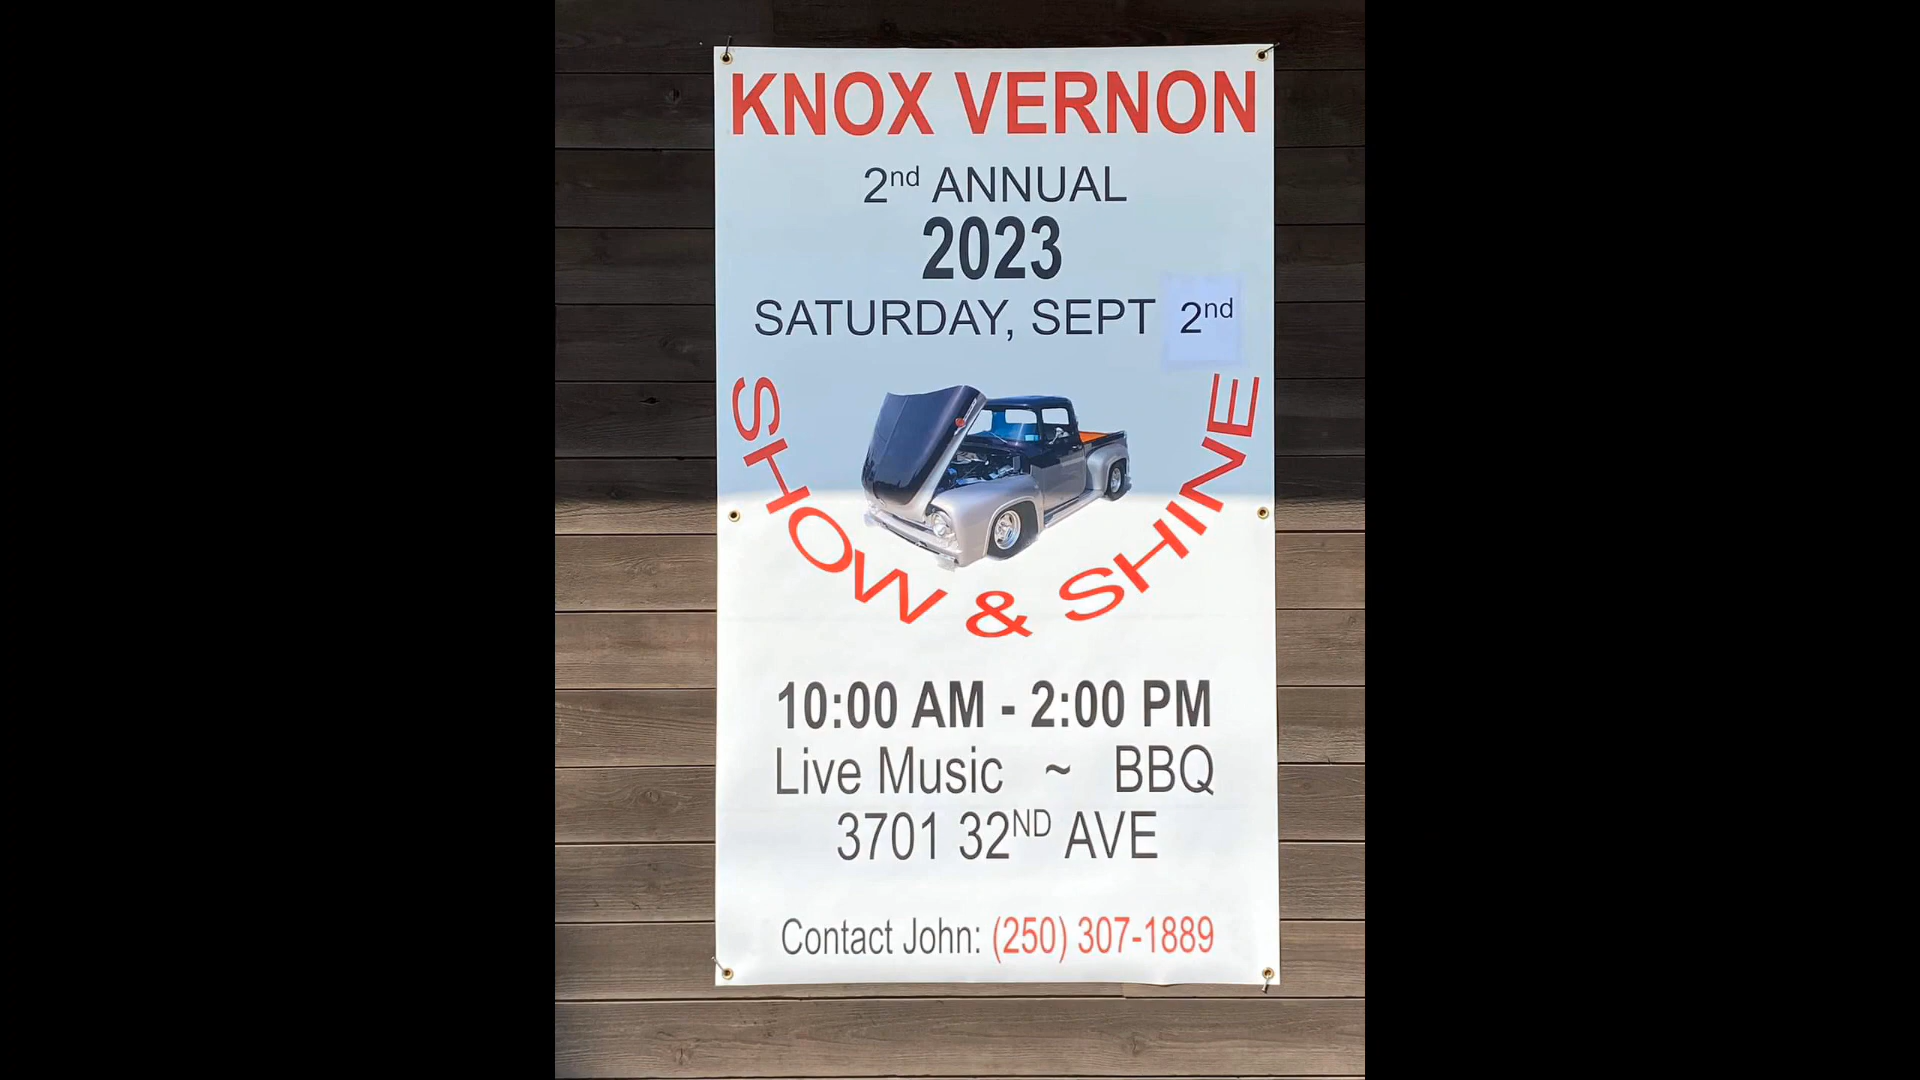 KNOX VERNON
2nd ANNUAL
2023
SATURDAY, SEPT 2nd
SHOW & SHINE
10:00 AM - 2:00 PM
Live Music ~ BBQ
3701 32ND AVE
Contact John: (250) 307-1889